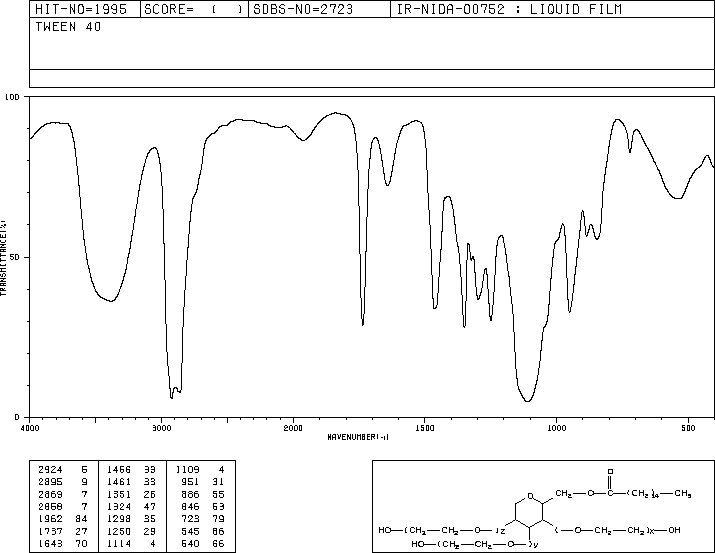 HIT-NO=1995 SCORE= ( ) SDBS-NO=2723 IR-NIDA-00752 : LIQUID FILM
TWEEN 40
100
TRANSMITTANCE(%)
50
0
4000 3000 2000 1500 1000 500
WAVENUMBER(-1)
2924 6 1466 33 1109 4
2895 9 1461 33 951 31
2869 7 1351 26 886 55
2858 7 1324 47 846 53
1962 84 1298 35 723 79
1737 27 1250 29 545 66
1643 70 1114 4 540 66
O
O CH2—O—C—(CH2)14—CH3
HO—(CH2—CH2—O)z (O—CH2—CH2)x—OH
HO—(CH2—CH2—O)y